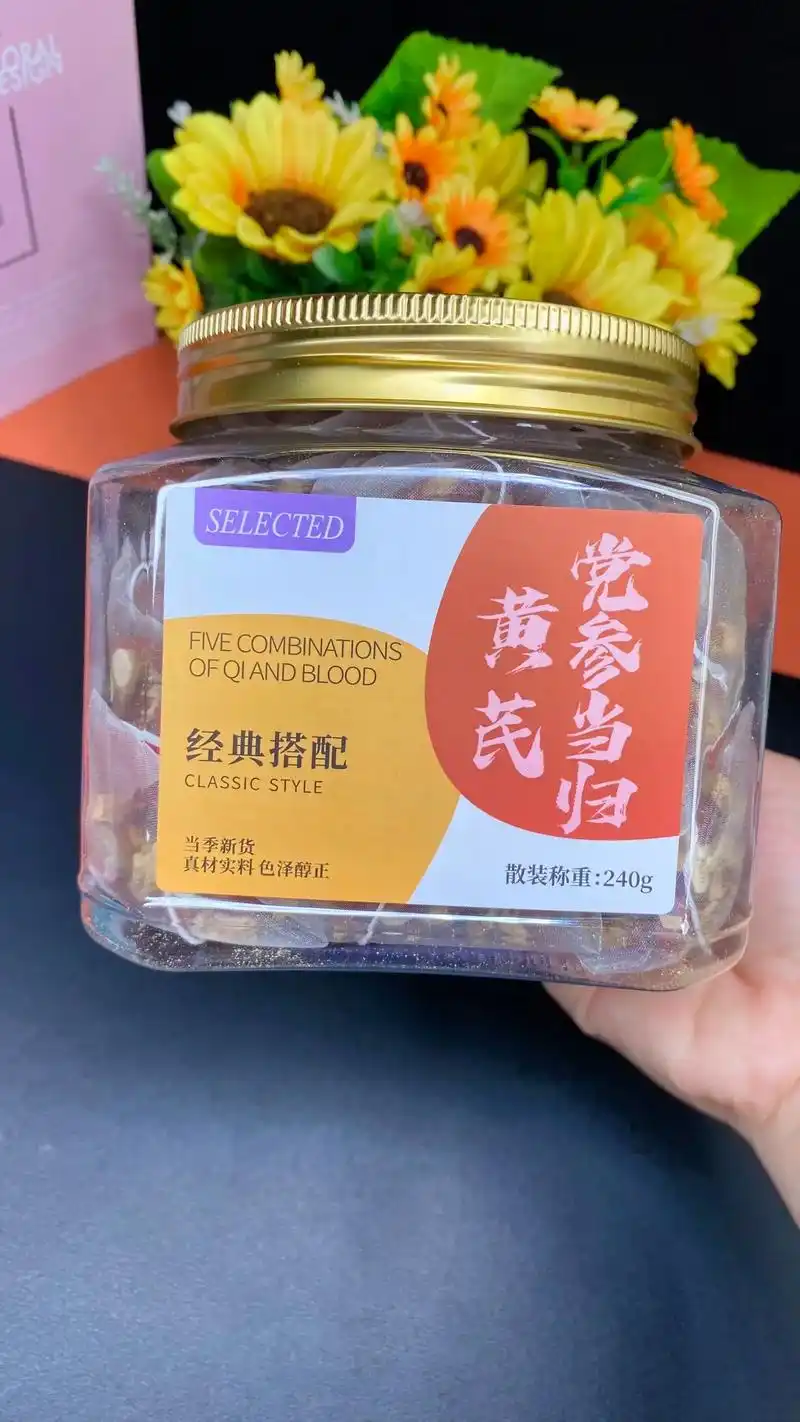 SELECTED
FIVE COMBINATIONS
OF QI AND BLOOD
经典搭配
CLASSIC STYLE
当季新货
真材实料 色泽醇正
党参当归
黄芪
散装称重:240g